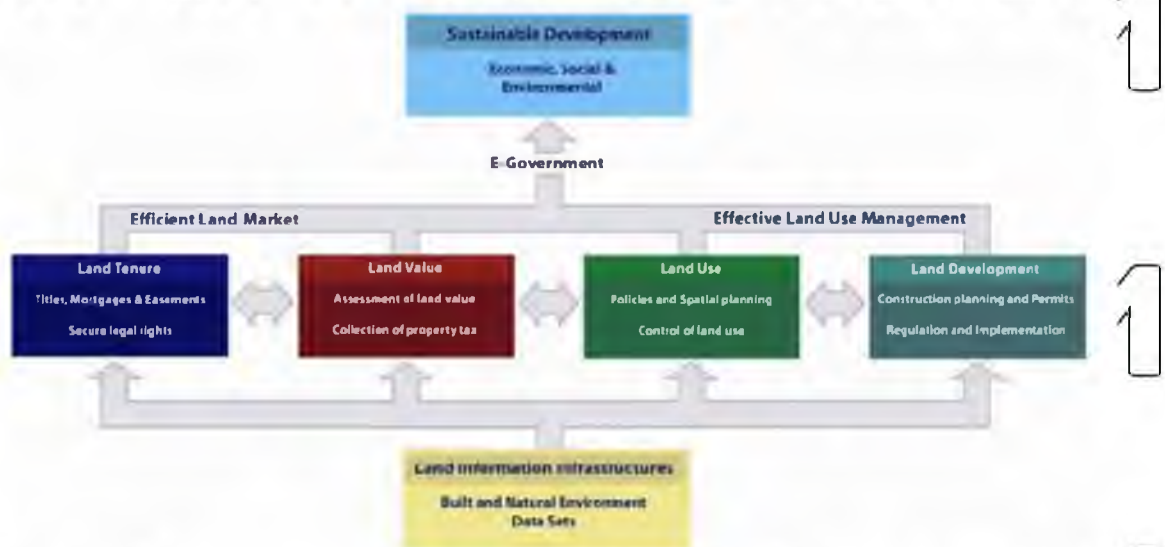 Sustainable Development
Economic, Social &
Environmental
E-Government
Efficient Land Market
Effective Land Use Management
Land Tenure
Titles, Mortgages & Easements
Secure legal rights
Land Value
Assessment of land value
Collection of property tax
Land Use
Policies and Spatial planning
Control of land use
Land Development
Construction planning and Permits
Regulation and Implementation
Land Information Infrastructures
Built and Natural Environment
Data Sets